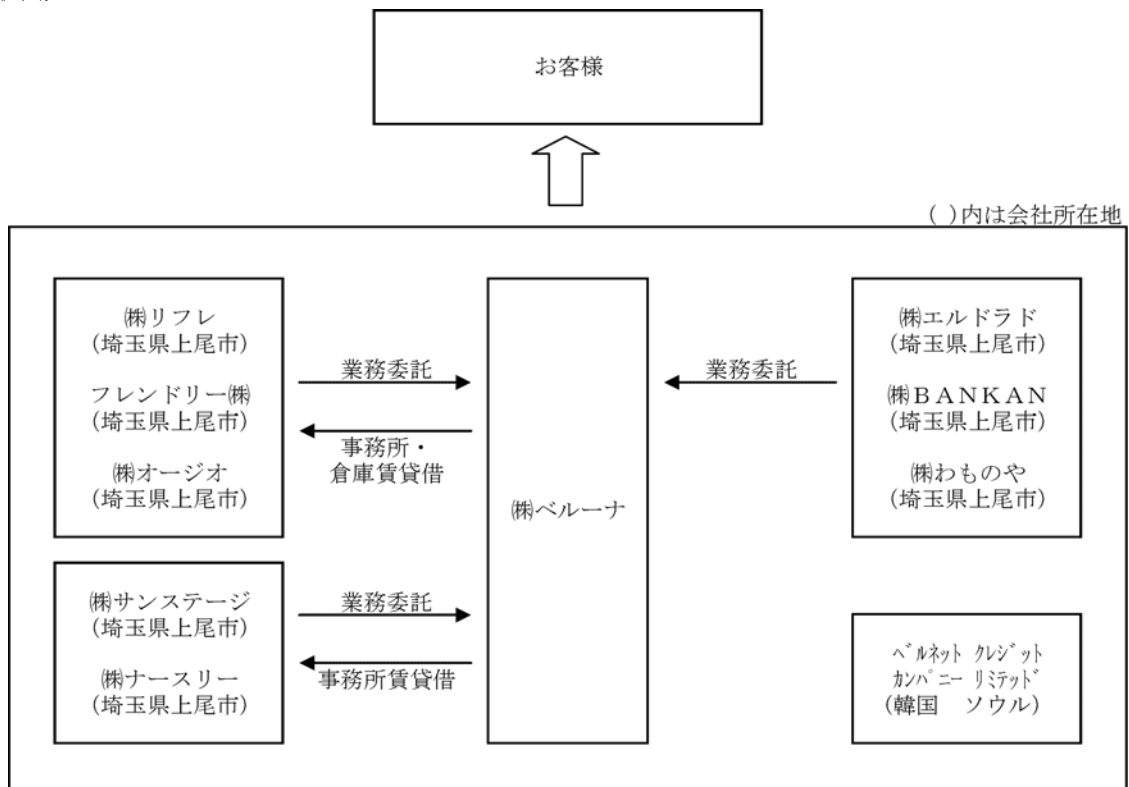 お客様
( )内は会社所在地
㈱リフレ
(埼玉県上尾市)
フレンドリー㈱
(埼玉県上尾市)
㈱オージオ
(埼玉県上尾市)
業務委託
事務所・
倉庫賃貸借
㈱サンステージ
(埼玉県上尾市)
㈱ナースリー
(埼玉県上尾市)
業務委託
事務所賃貸借
㈱ベルーナ
業務委託
㈱エルドラド
(埼玉県上尾市)
㈱ＢＡＮＫＡＮ
(埼玉県上尾市)
㈱わものや
(埼玉県上尾市)
ﾍﾞﾙﾈｯﾄ ｸﾚｼﾞｯﾄ
ｶﾝﾊﾟﾆｰ ﾘﾐﾃｯﾄﾞ
(韓国　ソウル)